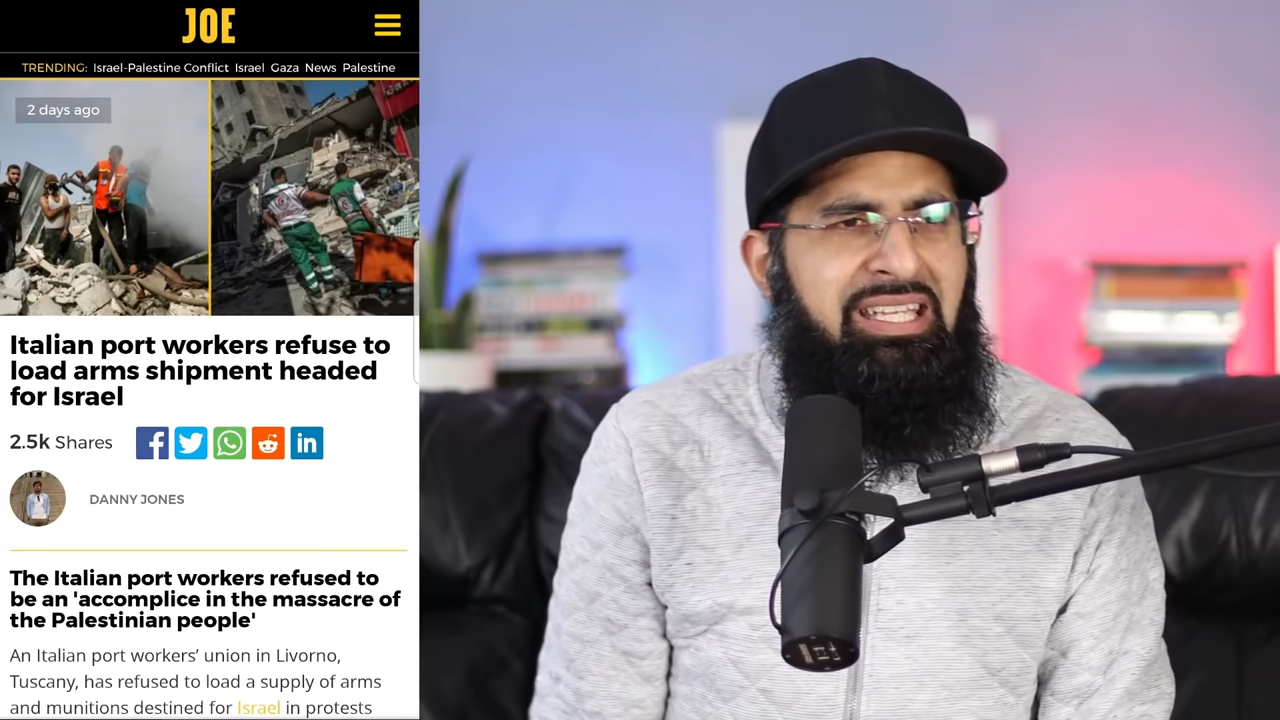 JOE
TRENDING: Israel-Palestine Conflict Israel Gaza News Palestine
2 days ago
Italian port workers refuse to
load arms shipment headed
for Israel
2.5k Shares
DANNY JONES
The Italian port workers refused to
be an 'accomplice in the massacre of
the Palestinian people'
An Italian port workers’ union in Livorno,
Tuscany, has refused to load a supply of arms
and munitions destined for Israel in protests